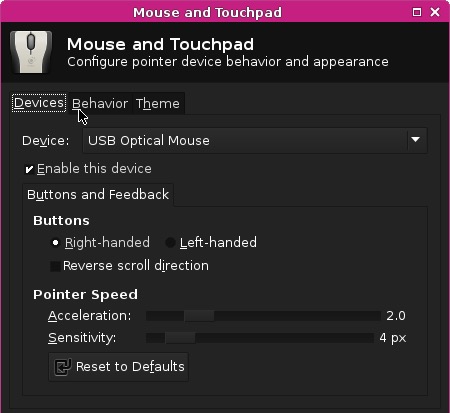 Mouse and Touchpad
Mouse and Touchpad
Configure pointer device behavior and appearance
Devices Behavior Theme
Device: USB Optical Mouse
Enable this device
Buttons and Feedback
Buttons
Right-handed Left-handed
Reverse scroll direction
Pointer Speed
Acceleration: 2.0
Sensitivity: 4 px
Reset to Defaults